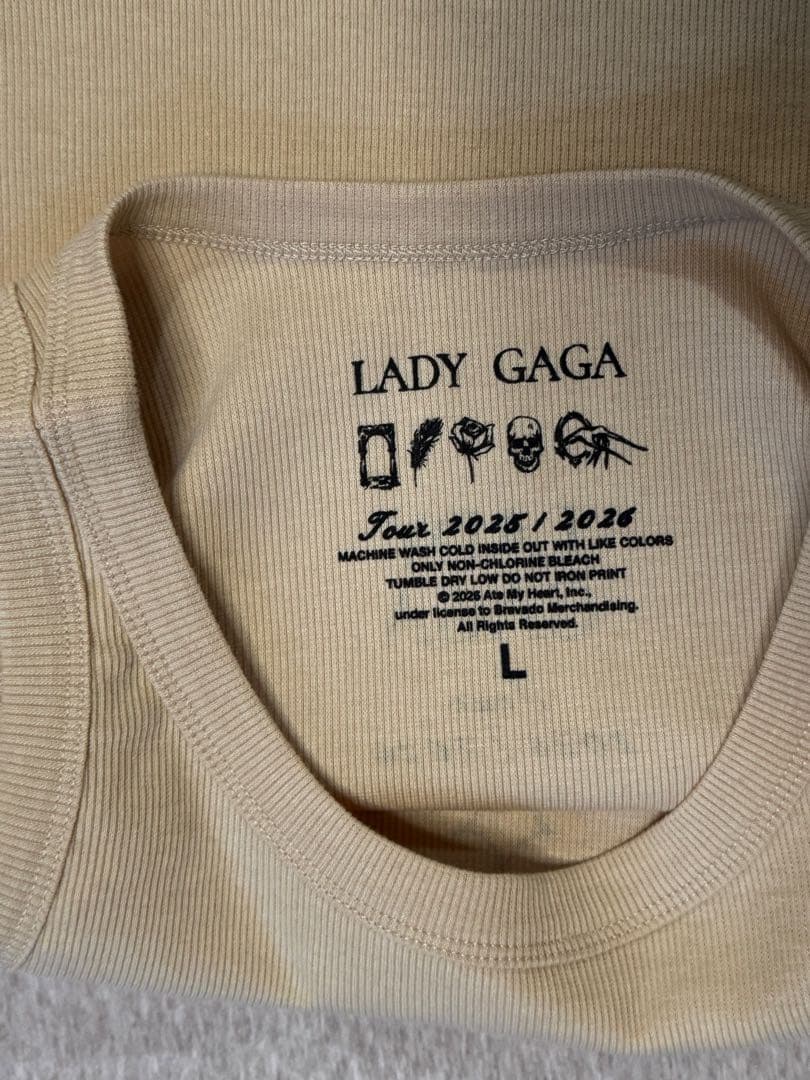 LADY GAGA
Tour 2025 / 2026
MACHINE WASH COLD INSIDE OUT WITH LIKE COLORS
ONLY NON-CHLORINE BLEACH
TUMBLE DRY LOW DO NOT IRON PRINT
© 2026 Ate My Heart, Inc.,
under license to Bravado Merchandising.
All Rights Reserved.
L